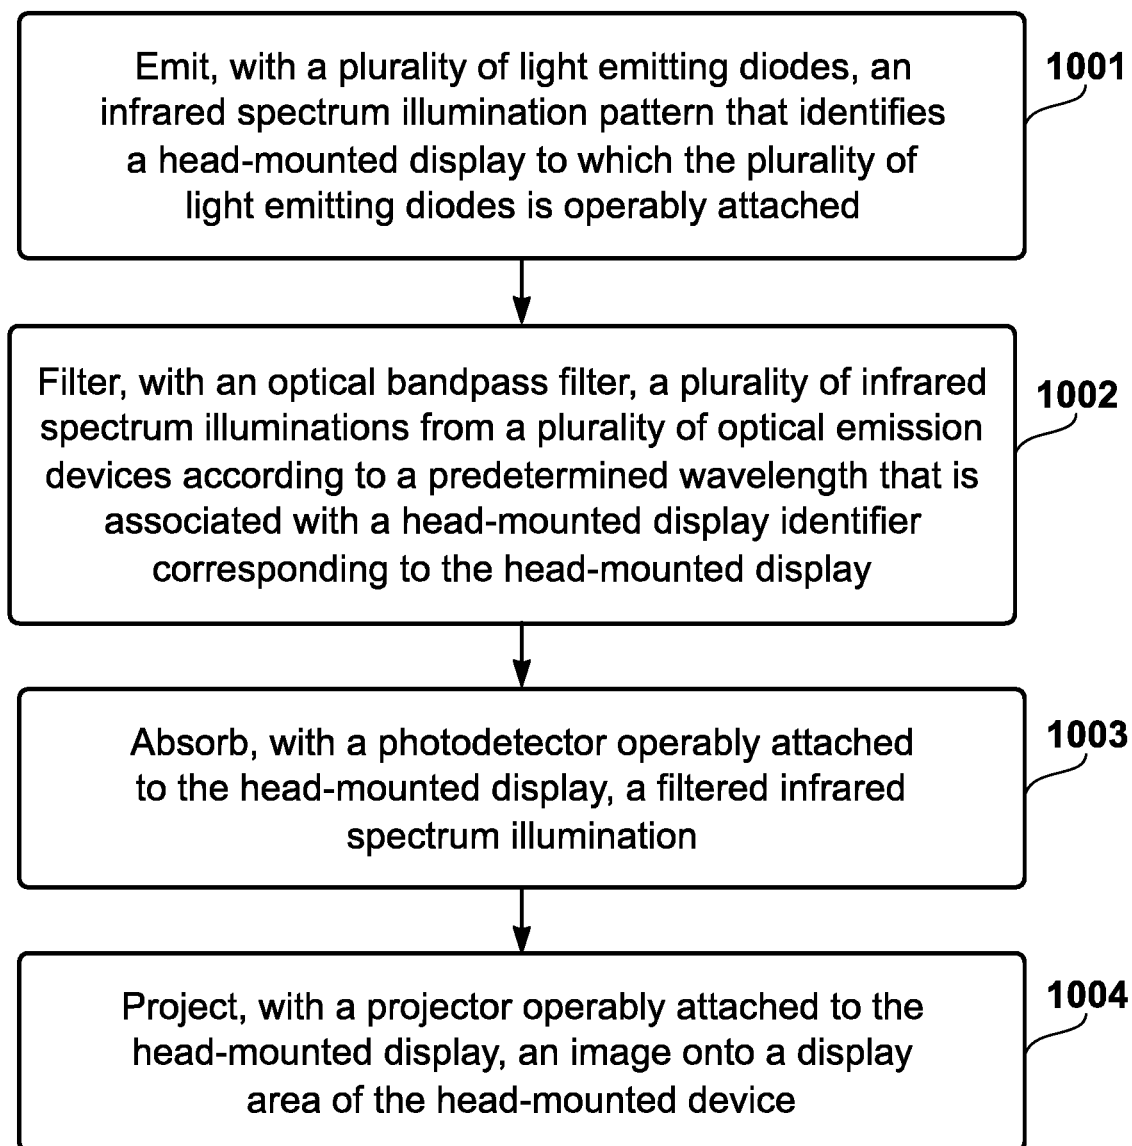 Emit, with a plurality of light emitting diodes, an
infrared spectrum illumination pattern that identifies
a head-mounted display to which the plurality of
light emitting diodes is operably attached
1001
Filter, with an optical bandpass filter, a plurality of infrared
spectrum illuminations from a plurality of optical emission
devices according to a predetermined wavelength that is
associated with a head-mounted display identifier
corresponding to the head-mounted display
1002
Absorb, with a photodetector operably attached
to the head-mounted display, a filtered infrared
spectrum illumination
1003
Project, with a projector operably attached to the
head-mounted display, an image onto a display
area of the head-mounted device
1004